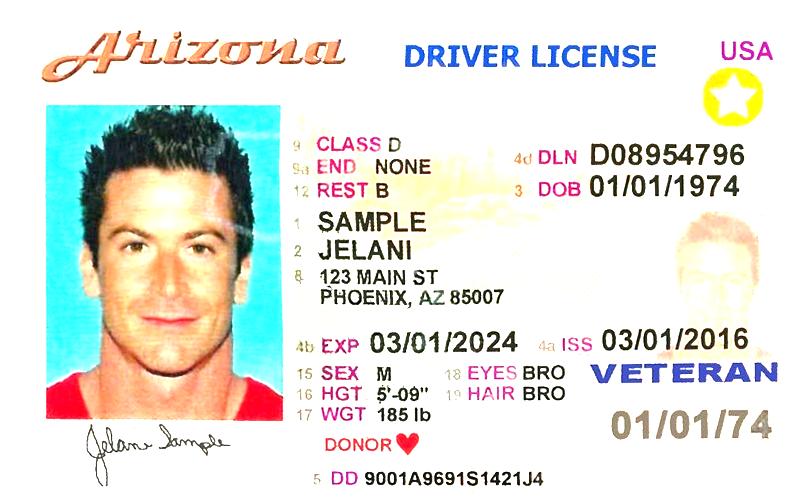 Arizona DRIVER LICENSE USA
9 CLASS D
9a END NONE
4d DLN D08954796
12 REST B
3 DOB 01/01/1974
1 SAMPLE
2 JELANI
8 123 MAIN ST
PHOENIX, AZ 85007
4b EXP 03/01/2024 4a ISS 03/01/2016
15 SEX M 18 EYES BRO VETERAN
16 HGT 5'-09" 19 HAIR BRO
17 WGT 185 lb
01/01/74
DONOR
Jelani Sample
5 DD 9001A9691S1421J4